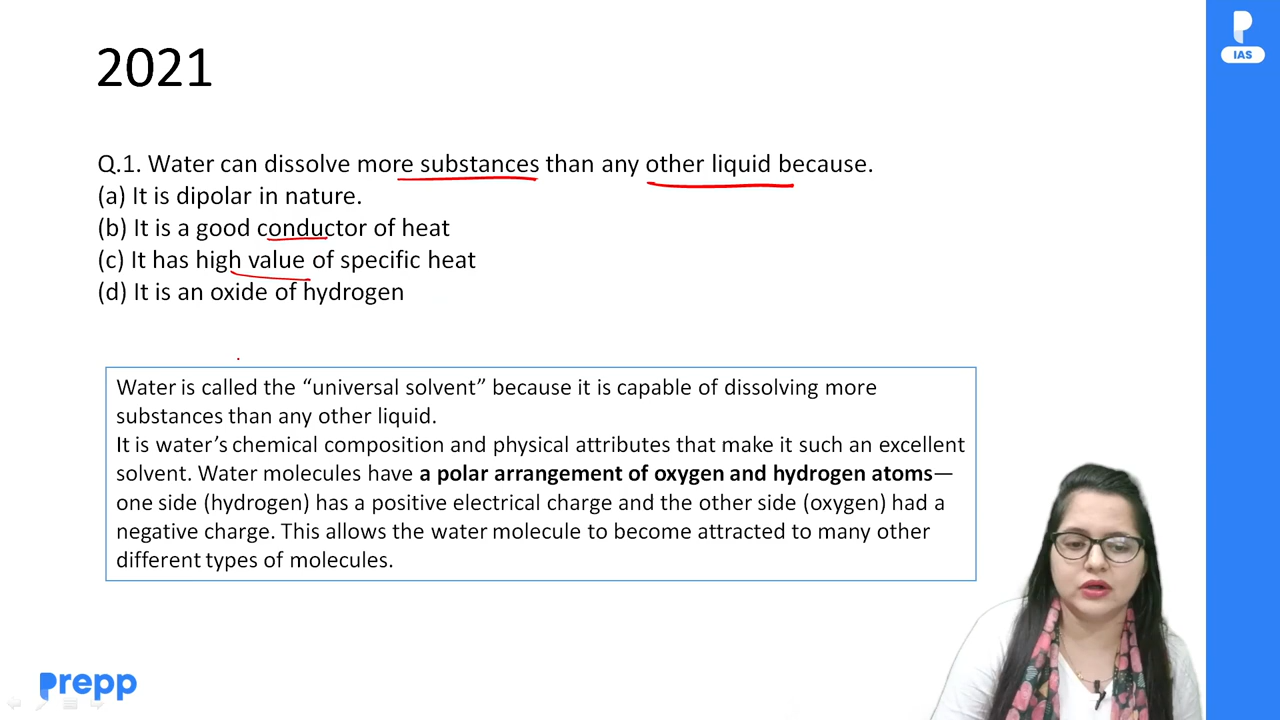 2021
IAS
Q.1. Water can dissolve more substances than any other liquid because.
(a) It is dipolar in nature.
(b) It is a good conductor of heat
(c) It has high value of specific heat
(d) It is an oxide of hydrogen
Water is called the “universal solvent” because it is capable of dissolving more
substances than any other liquid.
It is water’s chemical composition and physical attributes that make it such an excellent
solvent. Water molecules have a polar arrangement of oxygen and hydrogen atoms—
one side (hydrogen) has a positive electrical charge and the other side (oxygen) had a
negative charge. This allows the water molecule to become attracted to many other
different types of molecules.
prepp